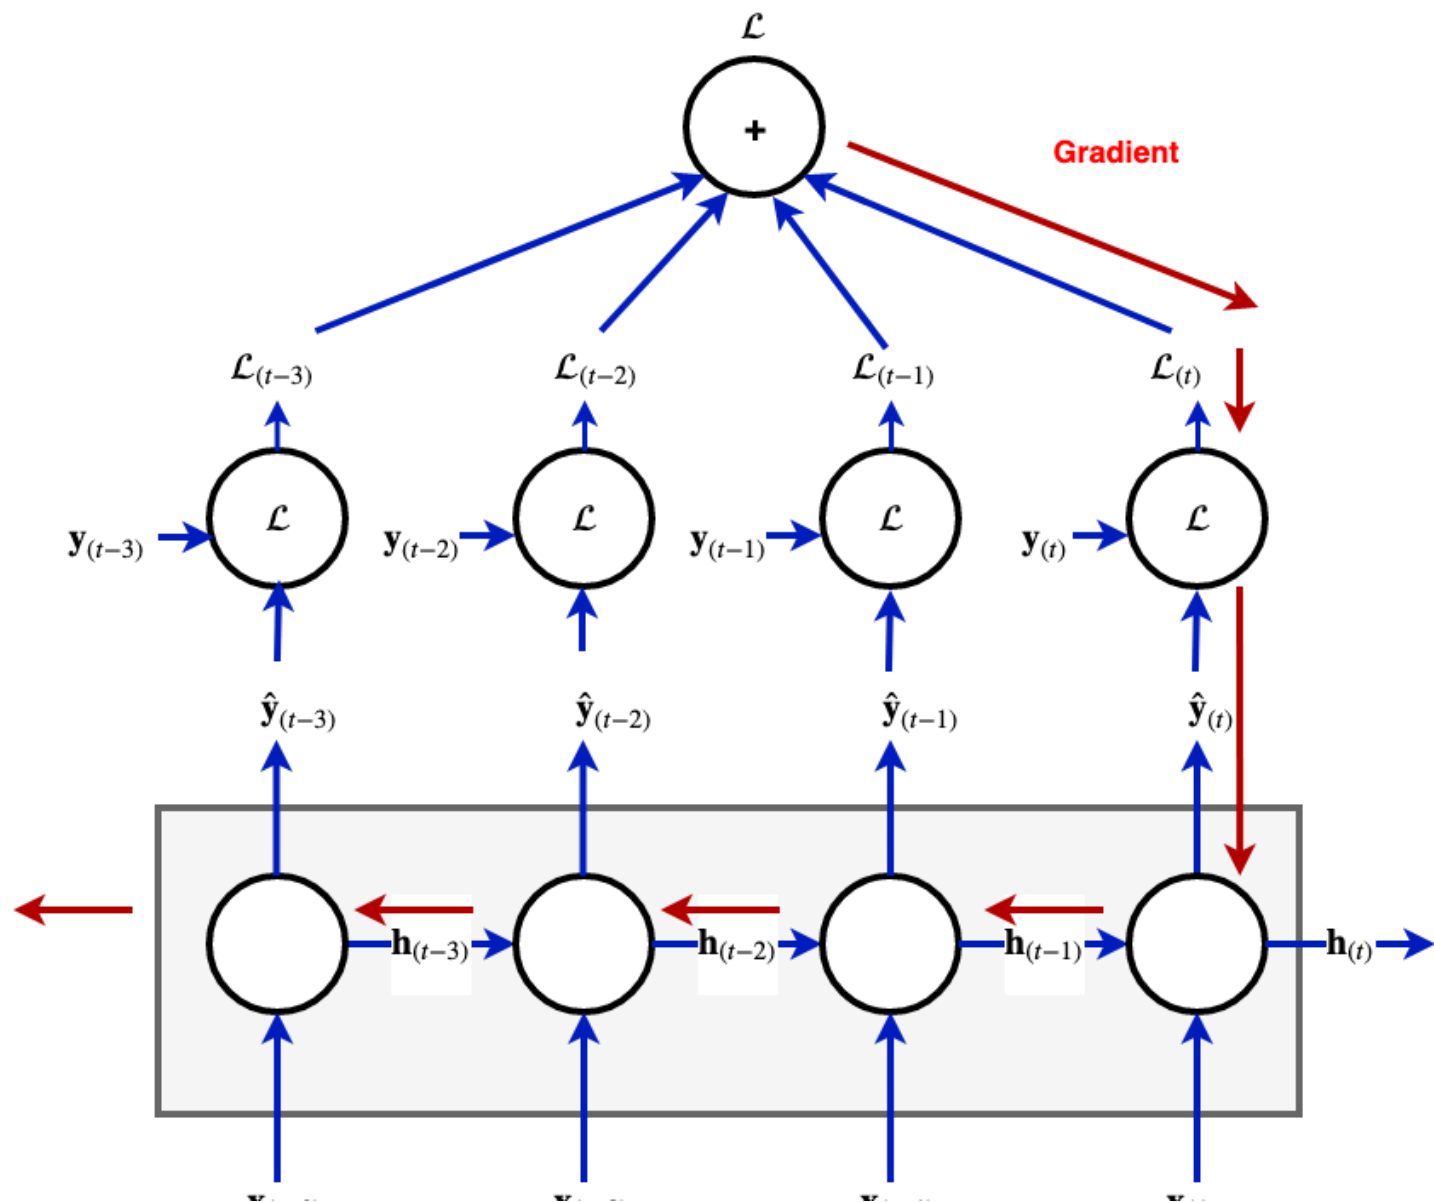 ℒ
+
Gradient
ℒ(t−3) ℒ(t−2) ℒ(t−1) ℒ(t)
ℒ ℒ ℒ ℒ
y(t−3) y(t−2) y(t−1) y(t)
ŷ(t−3) ŷ(t−2) ŷ(t−1) ŷ(t)
h(t−3) h(t−2) h(t−1) h(t)